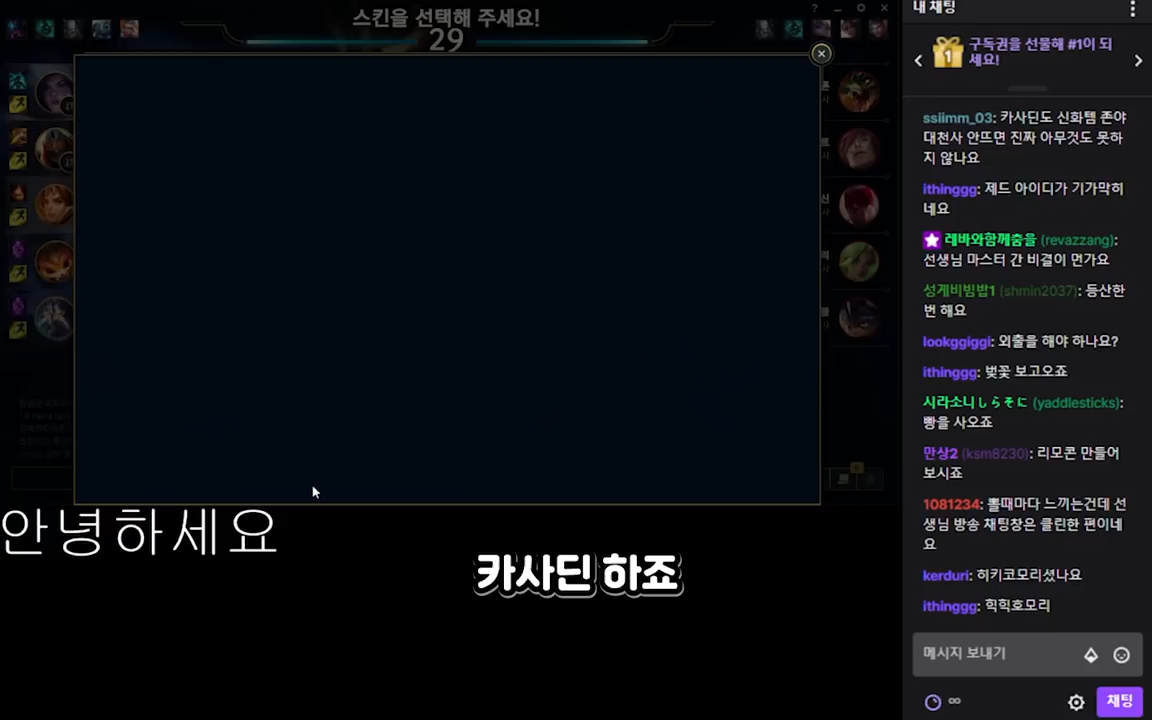 스킨을 선택해 주세요!
29
안녕하세요
카사딘 하죠
내 채팅
구독권을 선물해 #1이 되
세요!
1
ssiimm_03: 카사딘도 신화템 존야
대천사 안뜨면 진짜 아무것도 못하
지 않나요
ithinggg: 제드 아이디가 기가막히
네요
레바와함께춤을 (revazzang):
선생님 마스터 간 비결이 먼가요
성게비빔밥1 (shmin2037): 등산한
번 해요
lookggiggi: 외출을 해야 하나요?
ithinggg: 벚꽃 보고오죠
시라소니しらそに (yaddlesticks):
빵을 사오죠
만상2 (ksm8230): 리모콘 만들어
보시죠
1081234: 뽈때마다 느끼는건데 선
생님 방송 채팅창은 클린한 편이네
요
kerduri: 히키코모리셨나요
ithinggg: 힉힉호모리
메시지 보내기
채팅